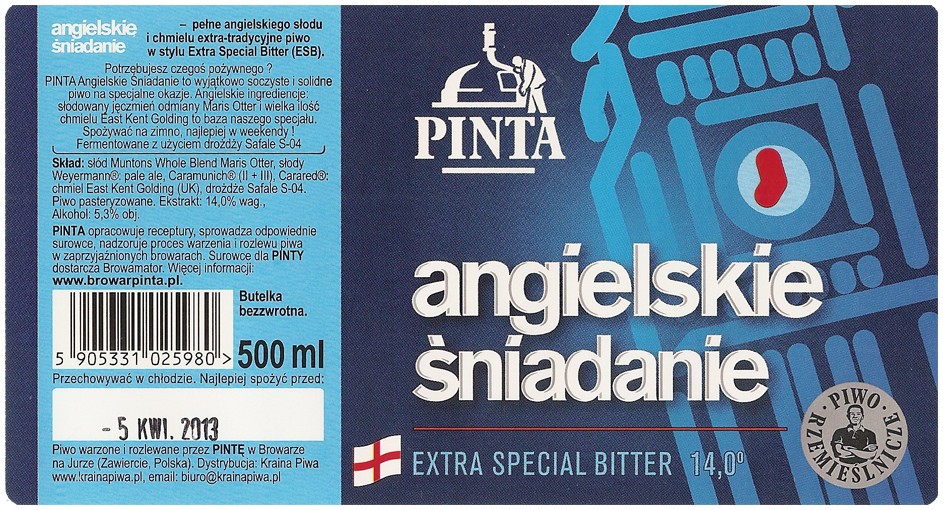 angielskie
śniadanie
– pełne angielskiego słodu
i chmielu extra-tradycyjne piwo
w stylu Extra Special Bitter (ESB).
Potrzebujesz czegoś pożywnego ?
PINTA Angielskie Śniadanie to wyjątkowo soczyste i solidne
piwo na specjalne okazje. Angielskie ingrediencje:
słodowany jęczmień odmiany Maris Otter i wielka ilość
chmielu East Kent Golding to baza naszego specjału.
Spożywać na zimno, najlepiej w weekendy !
Fermentowane z użyciem drożdży Safale S-04
Skład: słód Muntons Whole Blend Maris Otter, słody
Weyermann®: pale ale, Caramunich® (II + III), Carared®:
chmiel East Kent Golding (UK), drożdże Safale S-04.
Piwo pasteryzowane. Ekstrakt: 14,0% wag.,
Alkohol: 5,3% obj.
PINTA opracowuje receptury, sprowadza odpowiednie
surowce, nadzoruje proces warzenia i rozlewu piwa
w zaprzyjaźnionych browarach. Surowce dla PINTY
dostarcza Browamator. Więcej informacji:
www.browarpinta.pl.
Butelka
bezzwrotna.
5 905331 025980 >
500 ml
Przechowywać w chłodzie. Najlepiej spożyć przed:
- 5 KWI. 2013
Piwo warzone i rozlewane przez PINTĘ w Browarze
na Jurze (Zawiercie, Polska). Dystrybucja: Kraina Piwa
www.krainapiwa.pl, email: biuro@krainapiwa.pl
PINTA
angielskie
śniadanie
EXTRA SPECIAL BITTER 14,0º
· PIWO ·
RZEMIEŚLNICZE